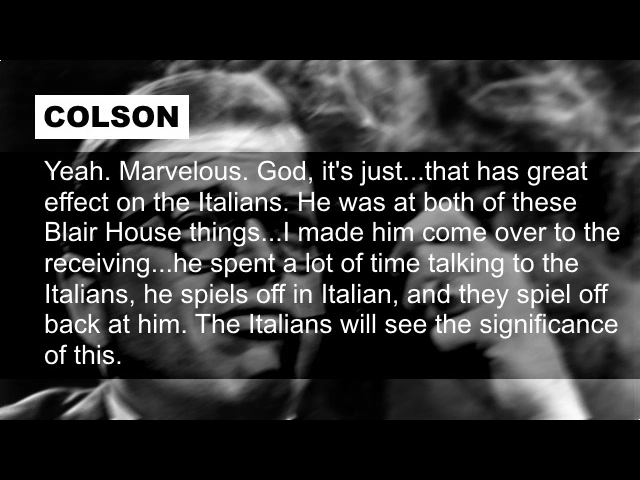 COLSON
Yeah. Marvelous. God, it's just...that has great
effect on the Italians. He was at both of these
Blair House things...I made him come over to the
receiving...he spent a lot of time talking to the
Italians, he spiels off in Italian, and they spiel off
back at him. The Italians will see the significance
of this.